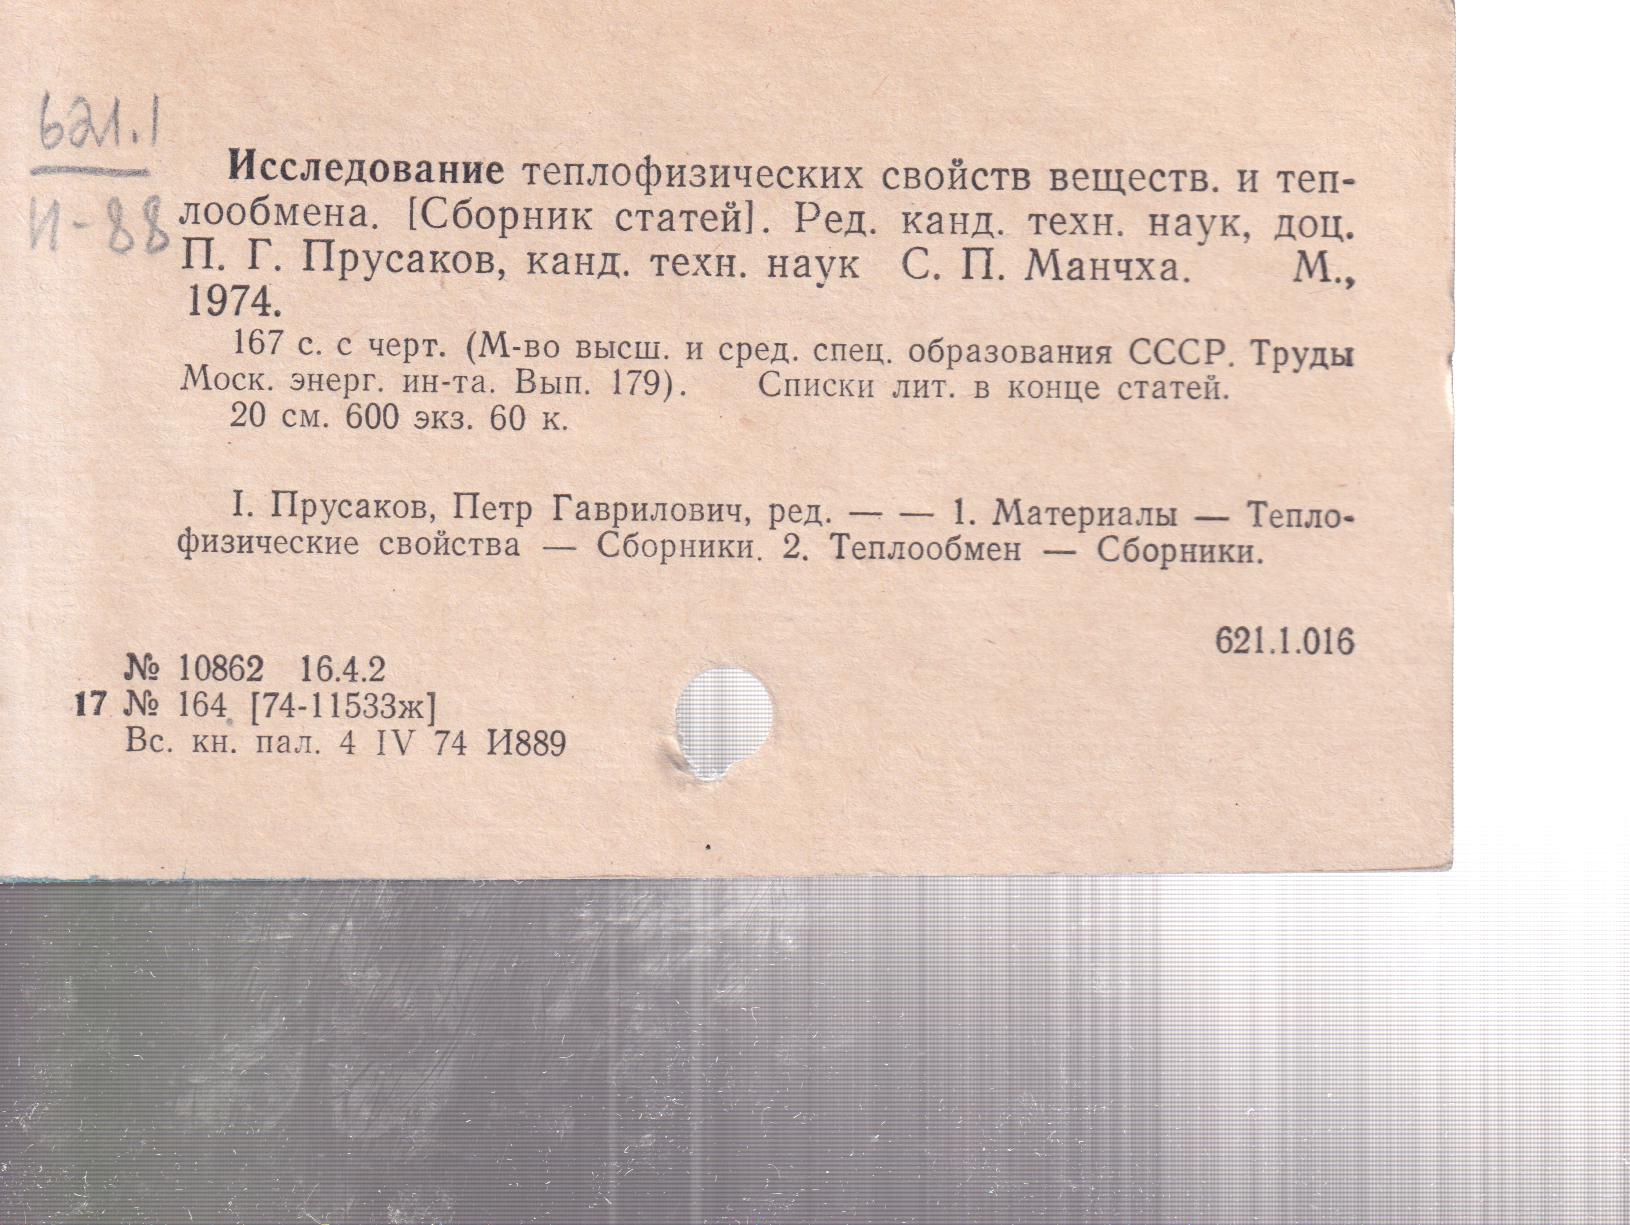 621.1
И-88
Исследование теплофизических свойств веществ. и теп-
лообмена. [Сборник статей]. Ред. канд. техн. наук, доц.
П. Г. Прусаков, канд. техн. наук С. П. Манчха. М.,
1974.
167 с. с черт. (М-во высш. и сред. спец. образования СССР. Труды
Моск. энерг. ин-та. Вып. 179). Списки лит. в конце статей.
20 см. 600 экз. 60 к.
I. Прусаков, Петр Гаврилович, ред. — — 1. Материалы — Тепло-
физические свойства — Сборники. 2. Теплообмен — Сборники.
621.1.016
№ 10862 16.4.2
17 № 164 [74-11533ж]
Вс. кн. пал. 4 IV 74 И889